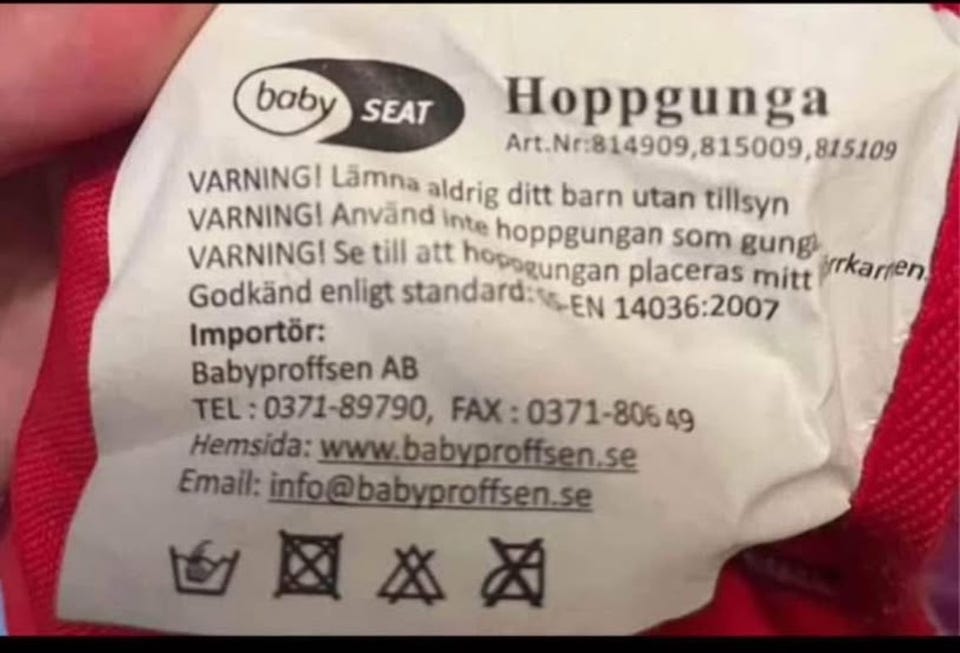 baby SEAT
Hoppgunga
Art.Nr:814909,815009,815109
VARNING! Lämna aldrig ditt barn utan tillsyn
VARNING! Använd inte hoppgungan som gung
VARNING! Se till att hoppgungan placeras mitt
Godkänd enligt standard: EN 14036:2007
Importör:
Babyproffsen AB
TEL : 0371-89790, FAX : 0371-80649
Hemsida: www.babyproffsen.se
Email: info@babyproffsen.se